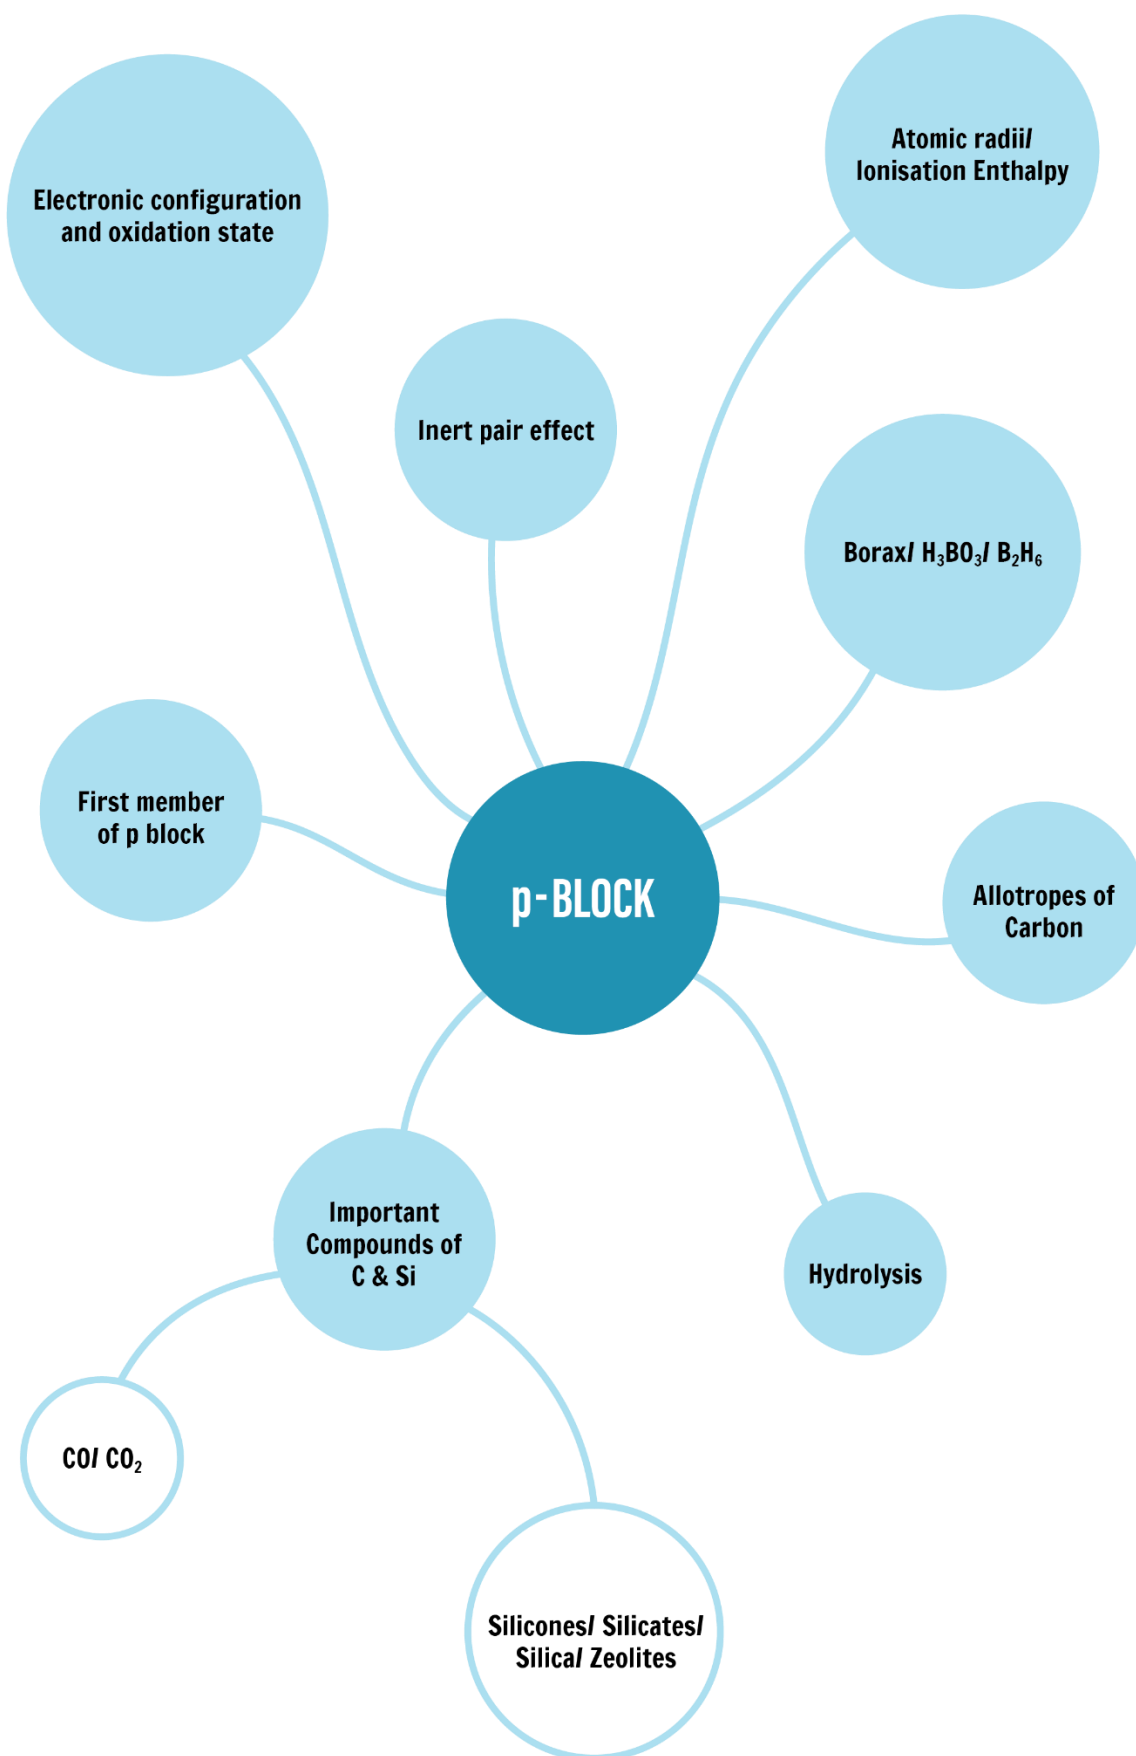 Atomic radii/
Ionisation Enthalpy
Electronic configuration
and oxidation state
Inert pair effect
Borax/ H₃BO₃/ B₂H₆
First member
of p block
p-BLOCK
Allotropes of
Carbon
Important
Compounds of
C & Si
Hydrolysis
CO/ CO₂
Silicones/ Silicates/
Silica/ Zeolites